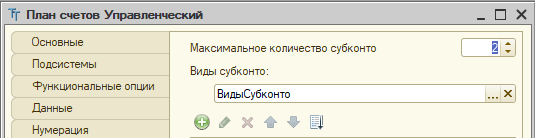 План счетов Управленческий
Основные
Подсистемы
Функциональные опции
Данные
Нумерация
Максимальное количество субконто
2
Виды субконто:
ВидыСубконто
...